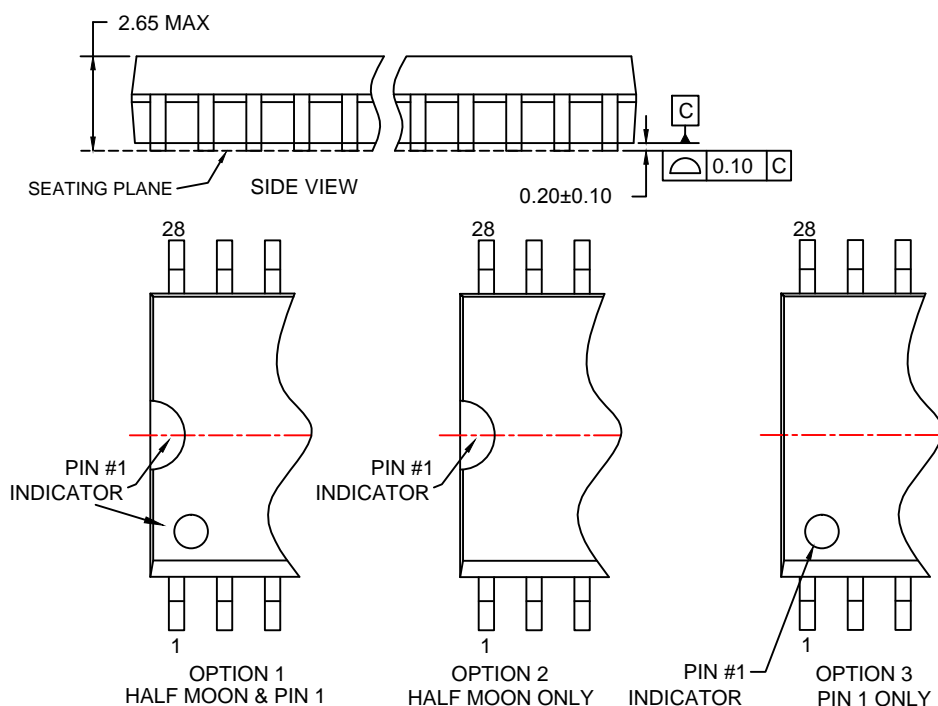 2.65 MAX
C
0.10 C
SEATING PLANE
SIDE VIEW
0.20±0.10
28
28
28
PIN #1
INDICATOR
PIN #1
INDICATOR
1
1
1
OPTION 1
HALF MOON & PIN 1
OPTION 2
HALF MOON ONLY
PIN #1
INDICATOR
OPTION 3
PIN 1 ONLY